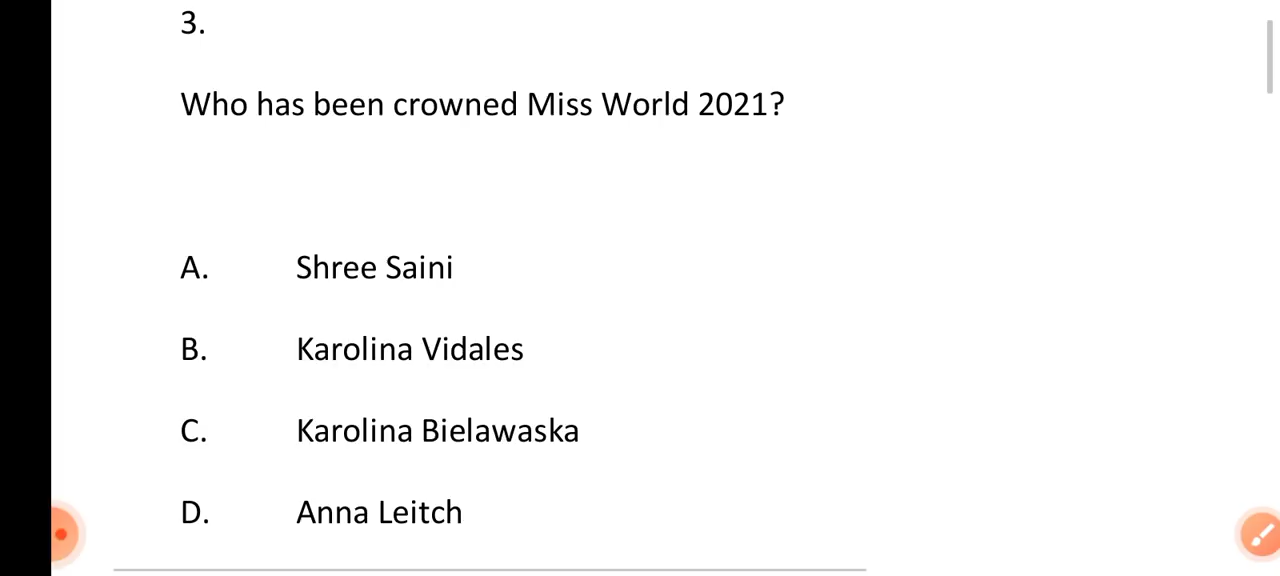 3.
Who has been crowned Miss World 2021?
A. Shree Saini
B. Karolina Vidales
C. Karolina Bielawaska
D. Anna Leitch